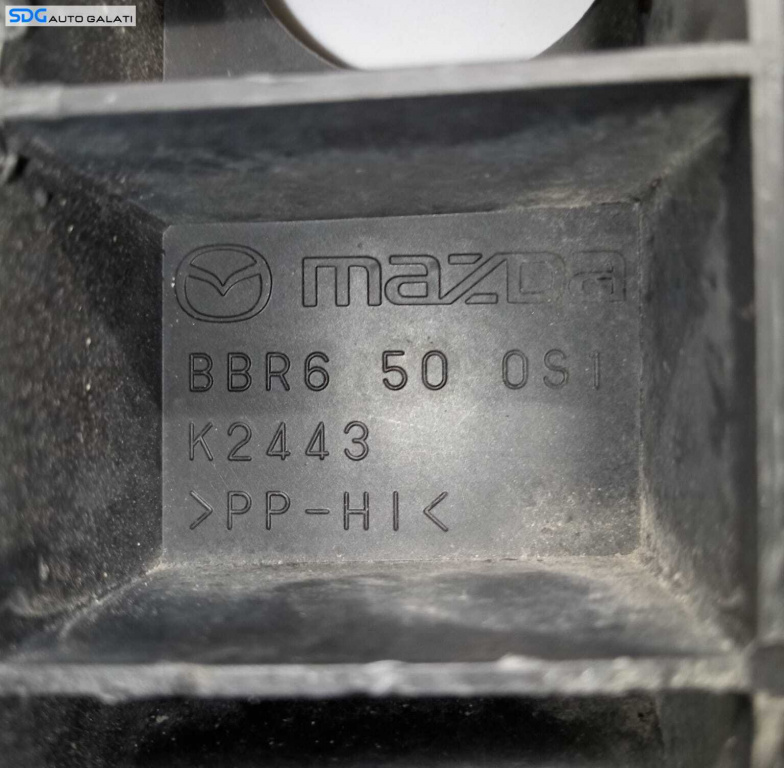 SDG AUTO GALATI
mazda
BBR6 50 0S1
K2443
>PP-HI<